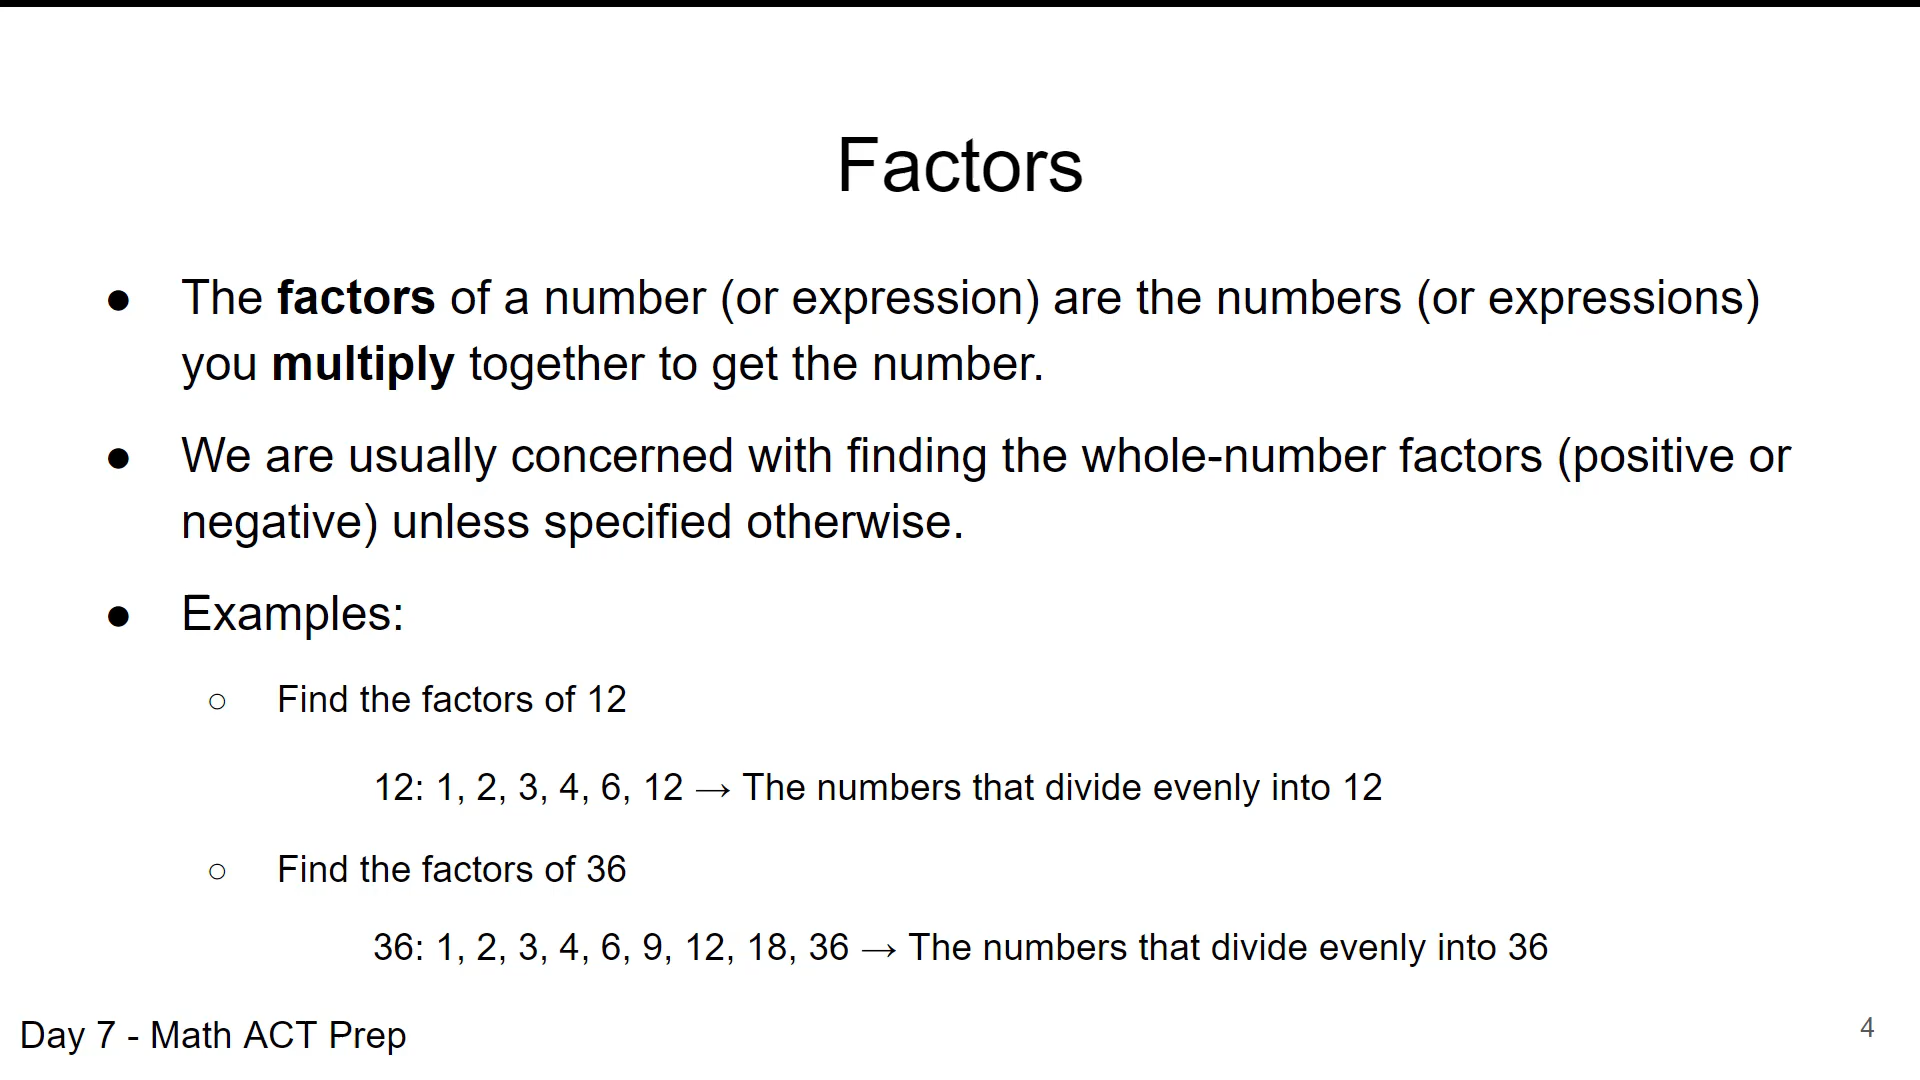 Factors
● The factors of a number (or expression) are the numbers (or expressions)
you multiply together to get the number.
● We are usually concerned with finding the whole-number factors (positive or
negative) unless specified otherwise.
● Examples:
○ Find the factors of 12
12: 1, 2, 3, 4, 6, 12 → The numbers that divide evenly into 12
○ Find the factors of 36
36: 1, 2, 3, 4, 6, 9, 12, 18, 36 → The numbers that divide evenly into 36
Day 7 - Math ACT Prep
4